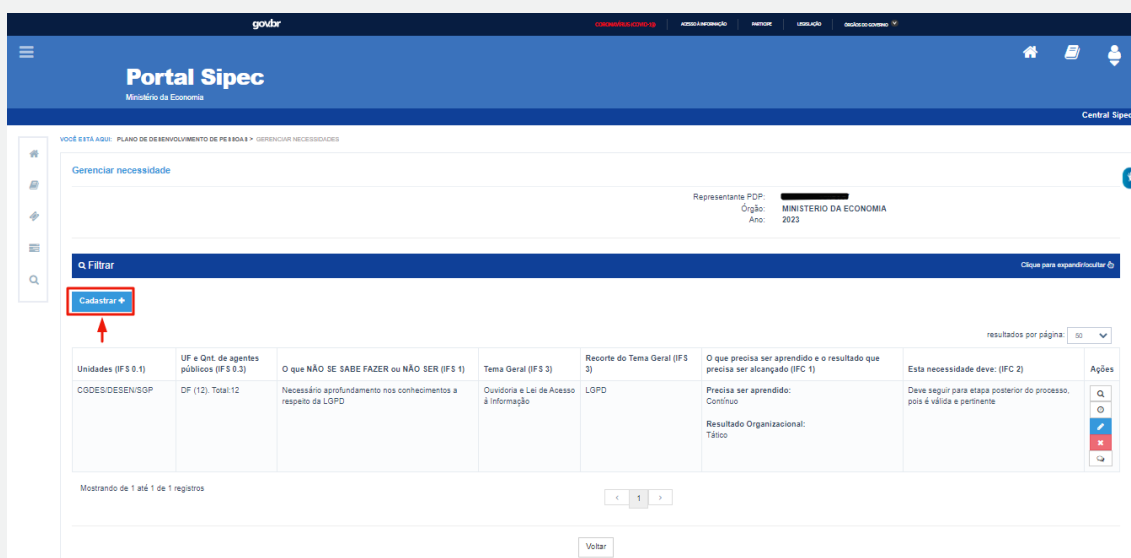 govbr
CORONAVÍRUS (COVID-19)
ACESSO À INFORMAÇÃO
PARTICIPE
LEGISLAÇÃO
ÓRGÃOS DO GOVERNO
Portal Sipec
Ministério da Economia
Central Sipec
VOCÊ ESTÁ AQUI: PLANO DE DESENVOLVIMENTO DE PESSOAS > GERENCIAR NECESSIDADES
Gerenciar necessidade
Representante PDP:
Órgão: MINISTERIO DA ECONOMIA
Ano: 2023
Filtrar
Clique para expandir/ocultar
Cadastrar +
resultados por página: 50
Unidades (IFS 0.1)
UF e Qnt. de agentes
públicos (IFS 0.3)
O que NÃO SE SABE FAZER ou NÃO SER (IFS 1)
Tema Geral (IFS 3)
Recorte do Tema Geral (IFS
3)
O que precisa ser aprendido e o resultado que
precisa ser alcançado (IFC 1)
Esta necessidade deve: (IFC 2)
Ações
CGDES/DESEN/SGP
DF (12). Total:12
Necessário aprofundamento nos conhecimentos a
respeito da LGPD
Ouvidoria e Lei de Acesso
à Informação
LGPD
Precisa ser aprendido:
Contínuo
Resultado Organizacional:
Tático
Deve seguir para etapa posterior do processo,
pois é válida e pertinente
Mostrando de 1 até 1 de 1 registros
< 1 >
Voltar